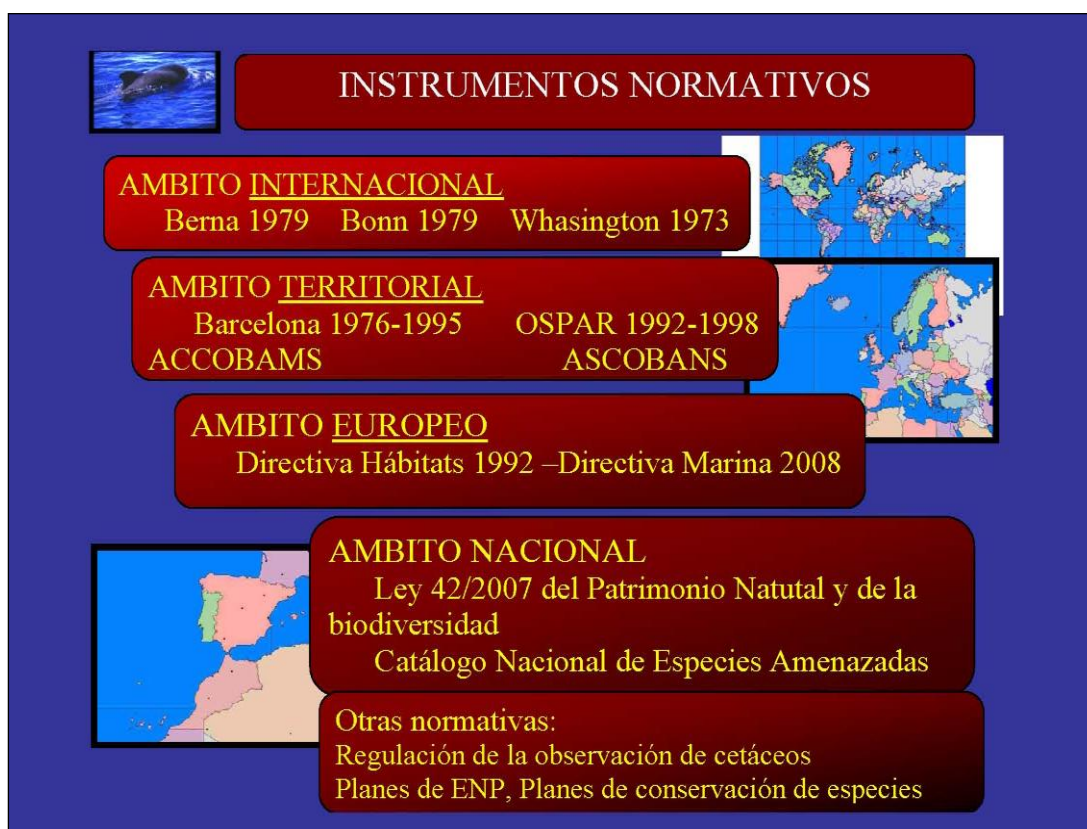 INSTRUMENTOS NORMATIVOS
AMBITO INTERNACIONAL
Berna 1979 Bonn 1979 Whasington 1973
AMBITO TERRITORIAL
Barcelona 1976-1995 OSPAR 1992-1998
ACCOBAMS ASCOBANS
AMBITO EUROPEO
Directiva Hábitats 1992 –Directiva Marina 2008
AMBITO NACIONAL
Ley 42/2007 del Patrimonio Natutal y de la
biodiversidad
Catálogo Nacional de Especies Amenazadas
Otras normativas:
Regulación de la observación de cetáceos
Planes de ENP, Planes de conservación de especies